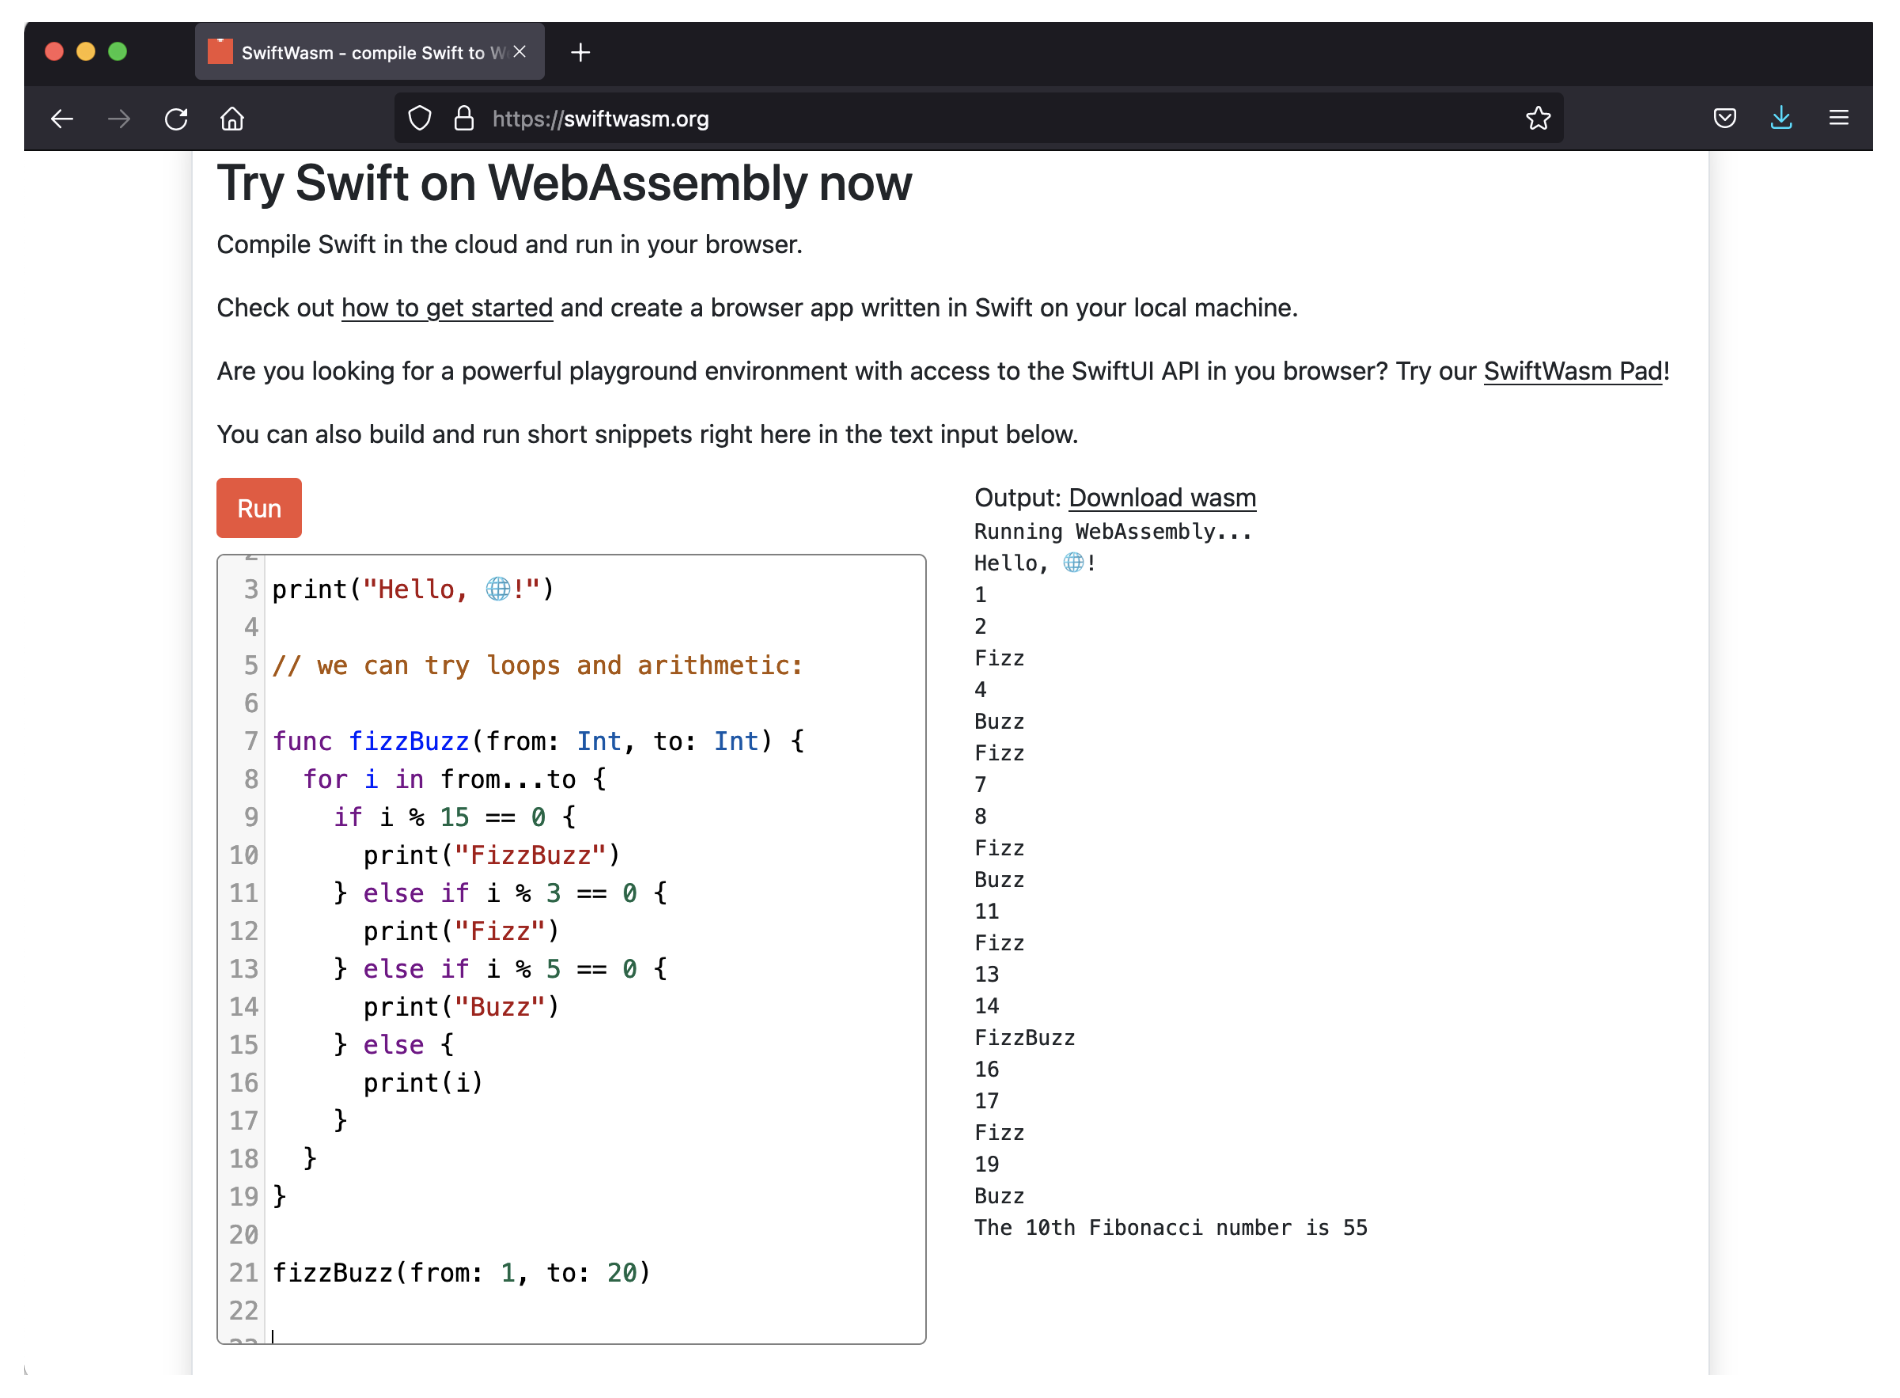 SwiftWasm - compile Swift to W
https://swiftwasm.org
Try Swift on WebAssembly now
Compile Swift in the cloud and run in your browser.
Check out how to get started and create a browser app written in Swift on your local machine.
Are you looking for a powerful playground environment with access to the SwiftUI API in you browser? Try our SwiftWasm Pad!
You can also build and run short snippets right here in the text input below.
Run
3 print("Hello, 🌐!")
4
5 // we can try loops and arithmetic:
6
7 func fizzBuzz(from: Int, to: Int) {
8   for i in from...to {
9     if i % 15 == 0 {
10       print("FizzBuzz")
11     } else if i % 3 == 0 {
12       print("Fizz")
13     } else if i % 5 == 0 {
14       print("Buzz")
15     } else {
16       print(i)
17     }
18   }
19 }
20
21 fizzBuzz(from: 1, to: 20)
22
Output: Download wasm
Running WebAssembly...
Hello, 🌐!
1
2
Fizz
4
Buzz
Fizz
7
8
Fizz
Buzz
11
Fizz
13
14
FizzBuzz
16
17
Fizz
19
Buzz
The 10th Fibonacci number is 55